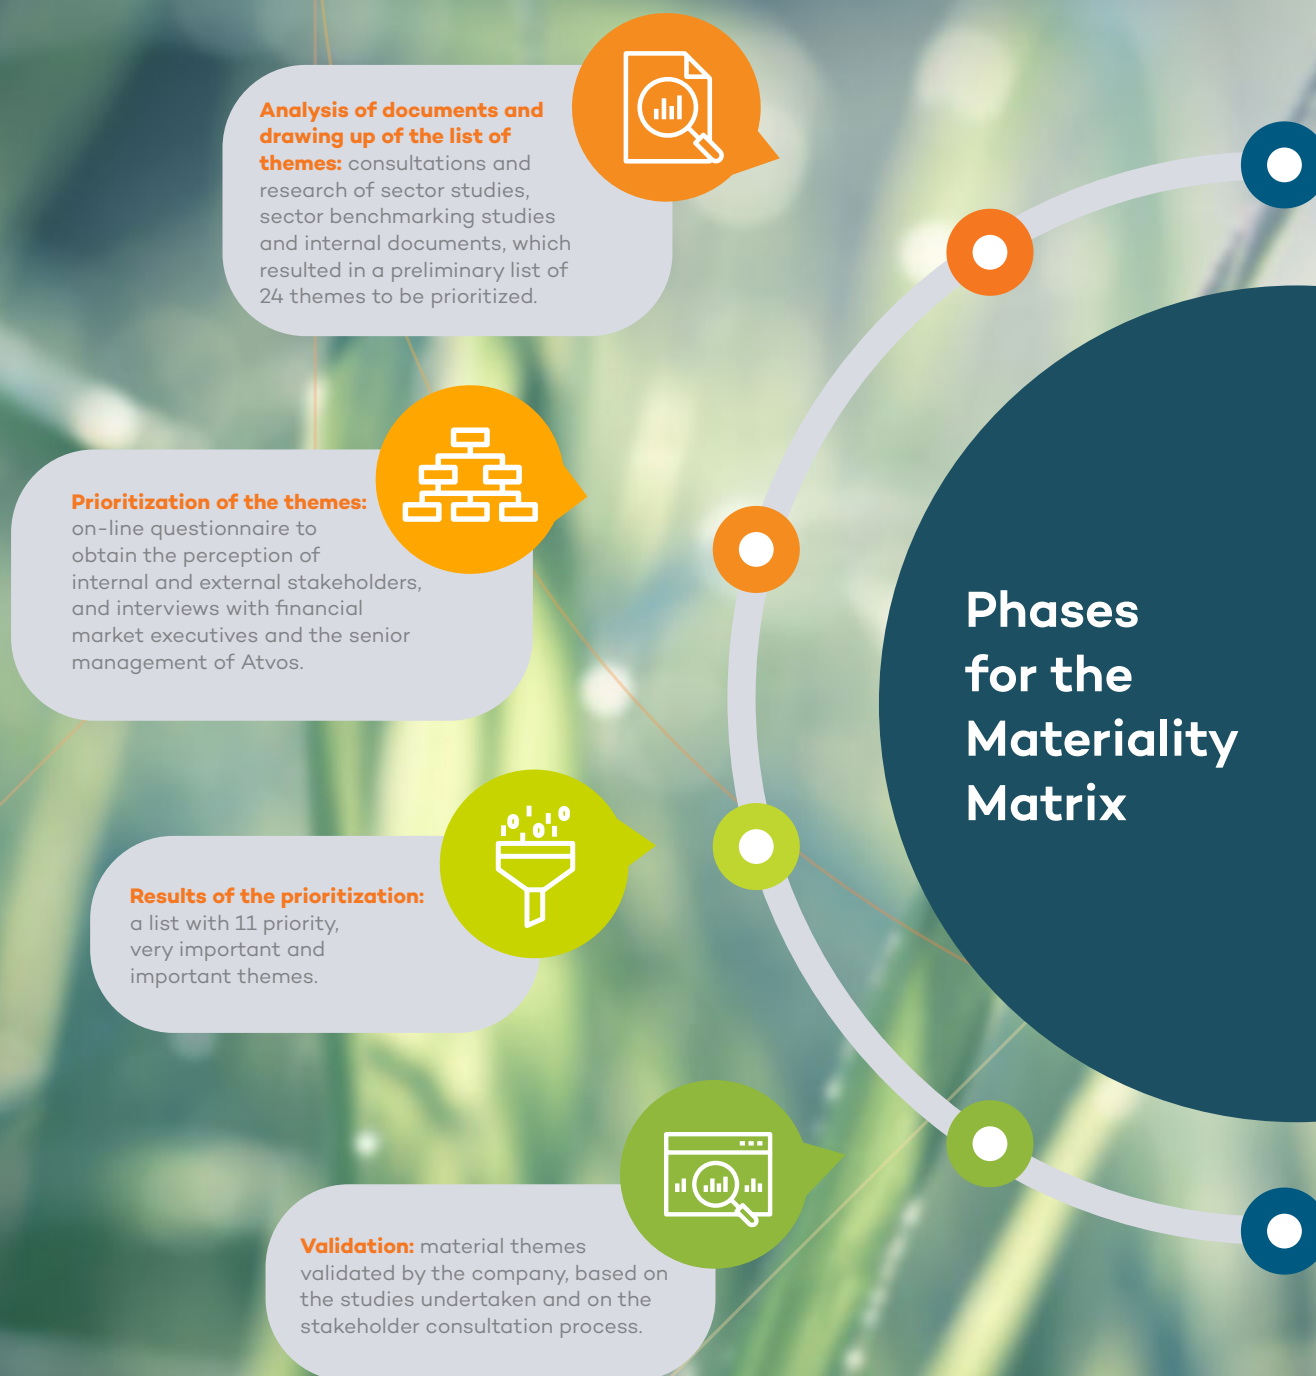 Analysis of documents and
drawing up of the list of
themes: consultations and
research of sector studies,
sector benchmarking studies
and internal documents, which
resulted in a preliminary list of
24 themes to be prioritized.
Prioritization of the themes:
on-line questionnaire to
obtain the perception of
internal and external stakeholders,
and interviews with financial
market executives and the senior
management of Atvos.
Results of the prioritization:
a list with 11 priority,
very important and
important themes.
Validation: material themes
validated by the company, based on
the studies undertaken and on the
stakeholder consultation process.
Phases
for the
Materiality
Matrix